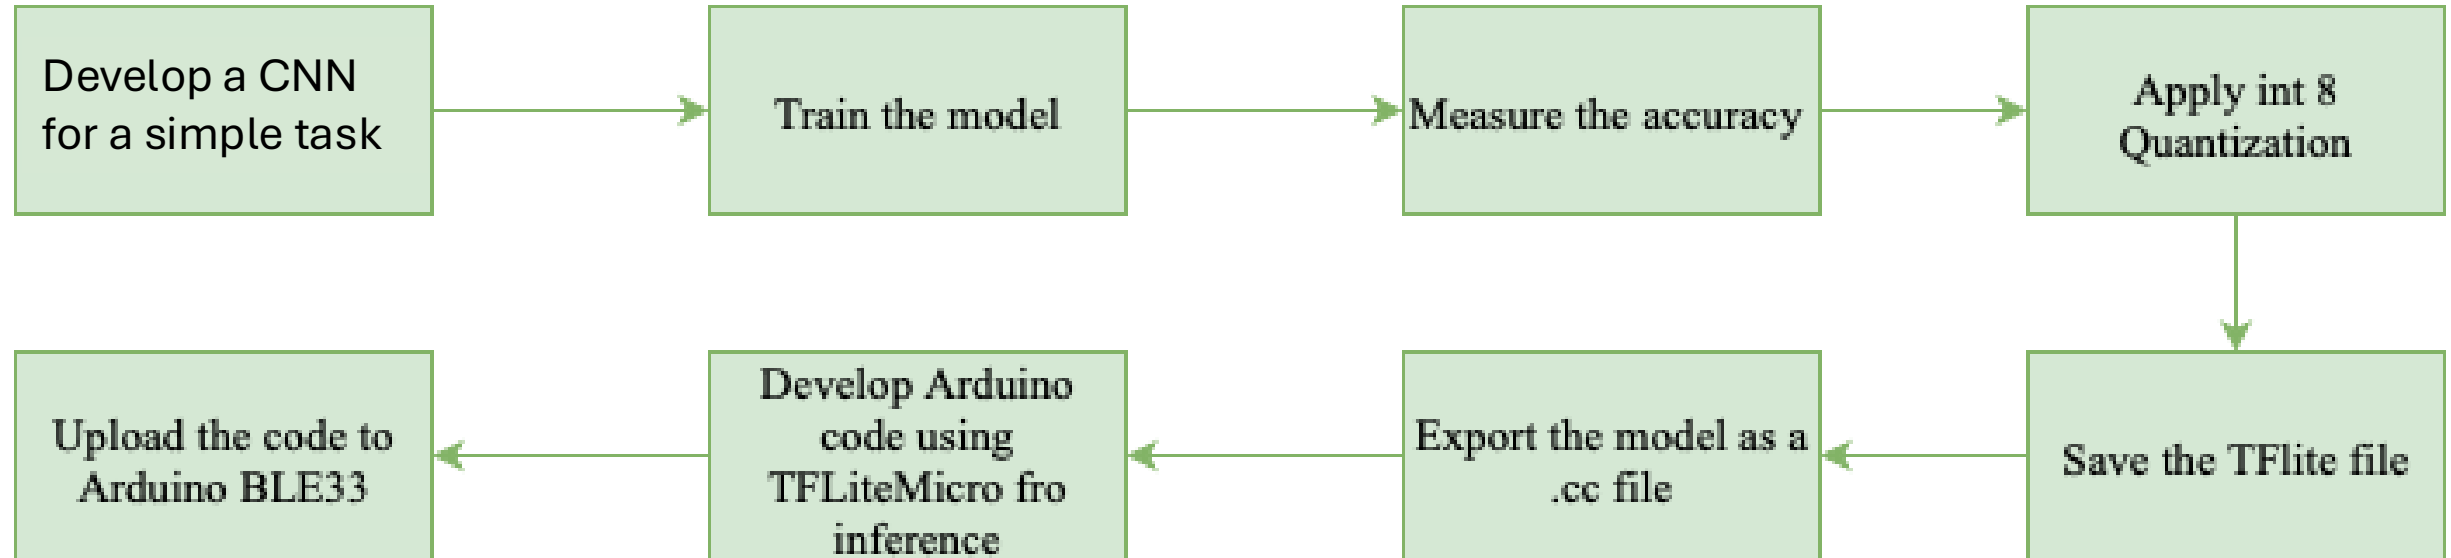 Develop a CNN
for a simple task
Train the model
Measure the accuracy
Apply int 8
Quantization
Save the TFlite file
Export the model as a
.cc file
Develop Arduino
code using
TFLiteMicro fro
inference
Upload the code to
Arduino BLE33